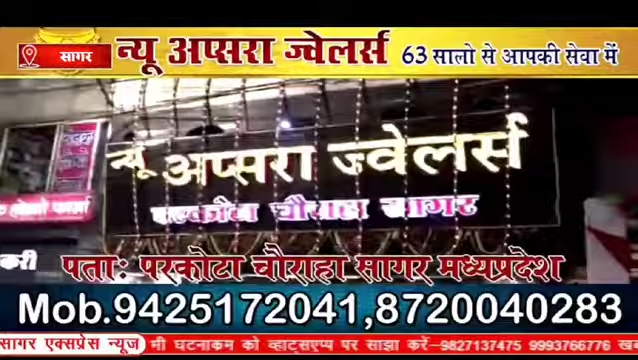 सागर न्यू अप्सरा ज्वेलर्स 63 सालो से आपकी सेवा में
न्यू अप्सरा ज्वेलर्स
परकोटा चौराहा सागर
पताः परकोटा चौराहा सागर मध्यप्रदेश
Mob.9425172041,8720040283
सागर एक्सप्रेस न्यूज भी घटनाक्रम को व्हाट्सएप्प पर साझा करें-9827137475 9993766776